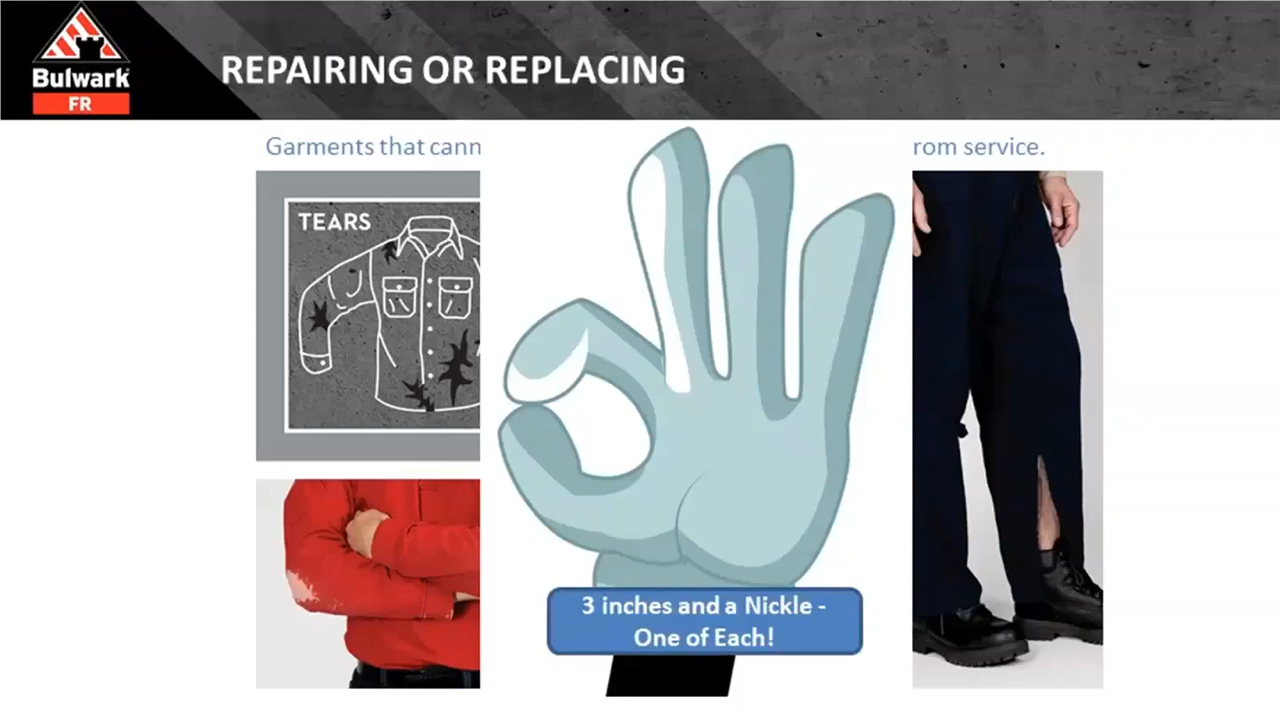 Bulwark
FR
REPAIRING OR REPLACING
Garments that cann
rom service.
TEARS
3 inches and a Nickle -
One of Each!